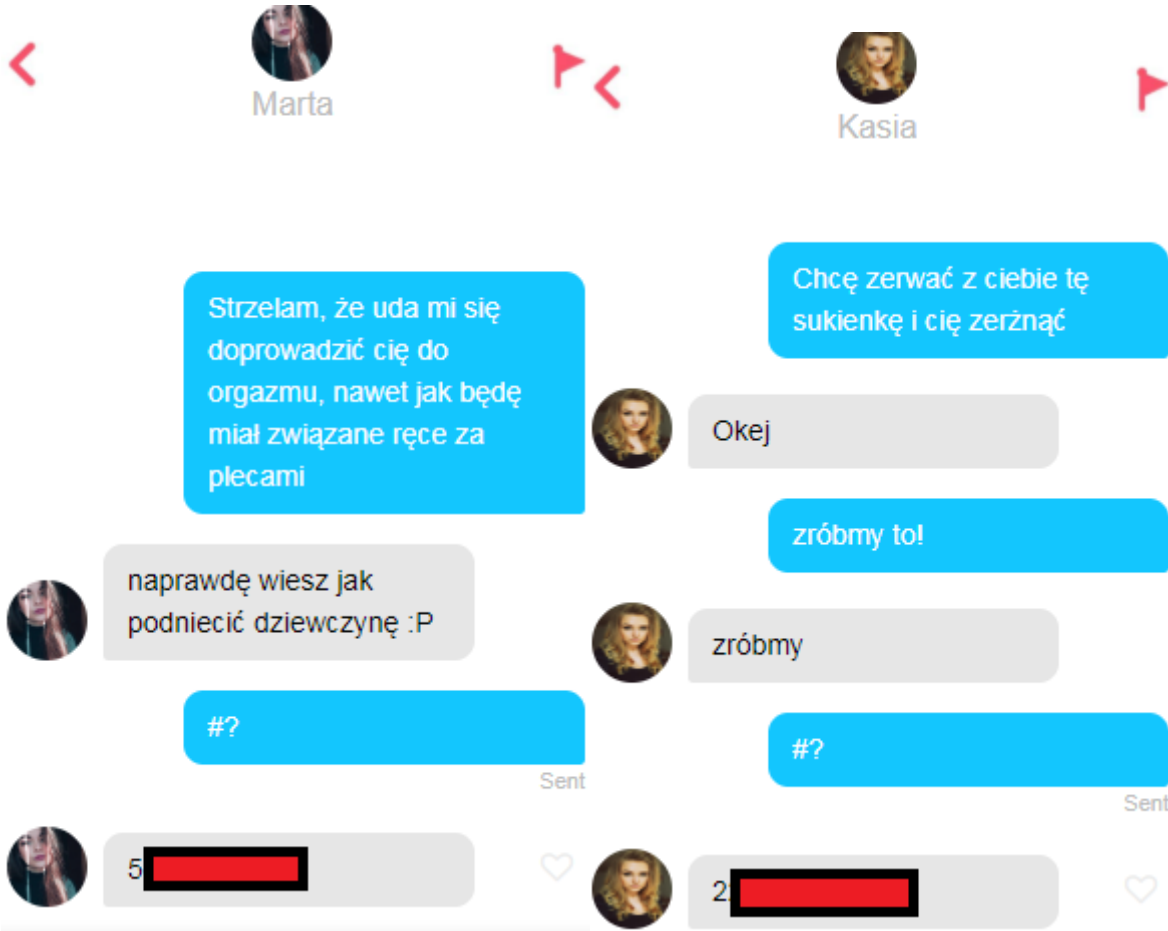 Marta
Strzelam, że uda mi się
doprowadzić cię do
orgazmu, nawet jak będę
miał związane ręce za
plecami
naprawdę wiesz jak
podniecić dziewczynę :P
#?
Sent
5
Kasia
Chcę zerwać z ciebie tę
sukienkę i cię zerżnąć
Okej
zróbmy to!
zróbmy
#?
Sent
2